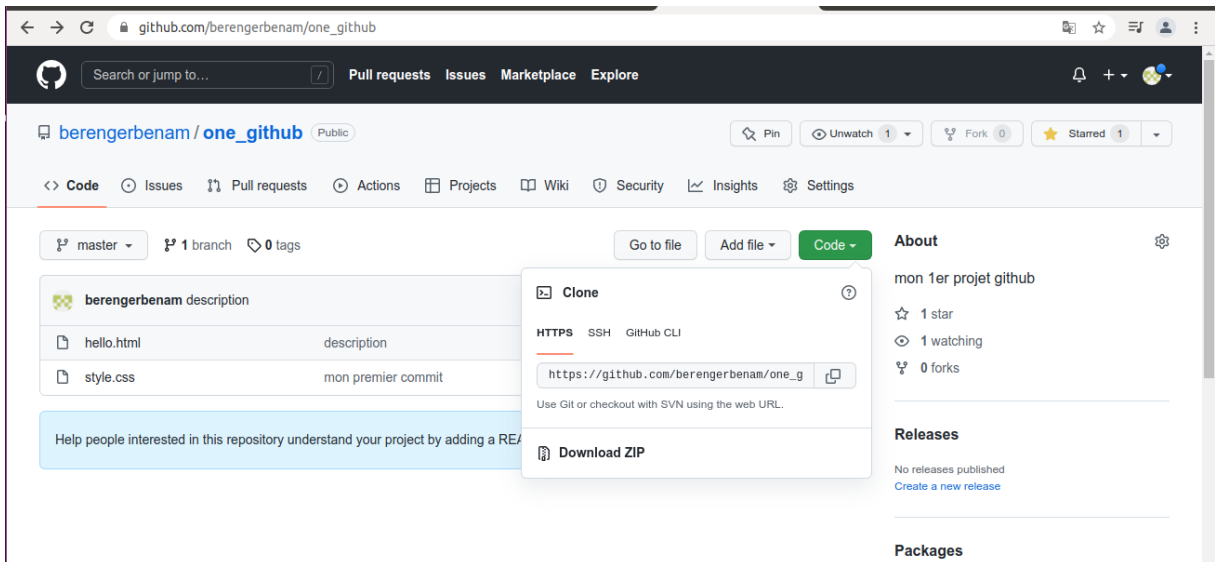 github.com/berengerbenam/one_github
Search or jump to... / Pull requests Issues Marketplace Explore
berengerbenam / one_github Public
Pin Unwatch 1 Fork 0 Starred 1
<> Code Issues Pull requests Actions Projects Wiki Security Insights Settings
master 1 branch 0 tags Go to file Add file Code
About
mon 1er projet github
1 star
1 watching
0 forks
berengerbenam description
hello.html description
style.css mon premier commit
Clone
HTTPS SSH GitHub CLI
https://github.com/berengerbenam/one_g
Use Git or checkout with SVN using the web URL.
Download ZIP
Help people interested in this repository understand your project by adding a REA
Releases
No releases published
Create a new release
Packages